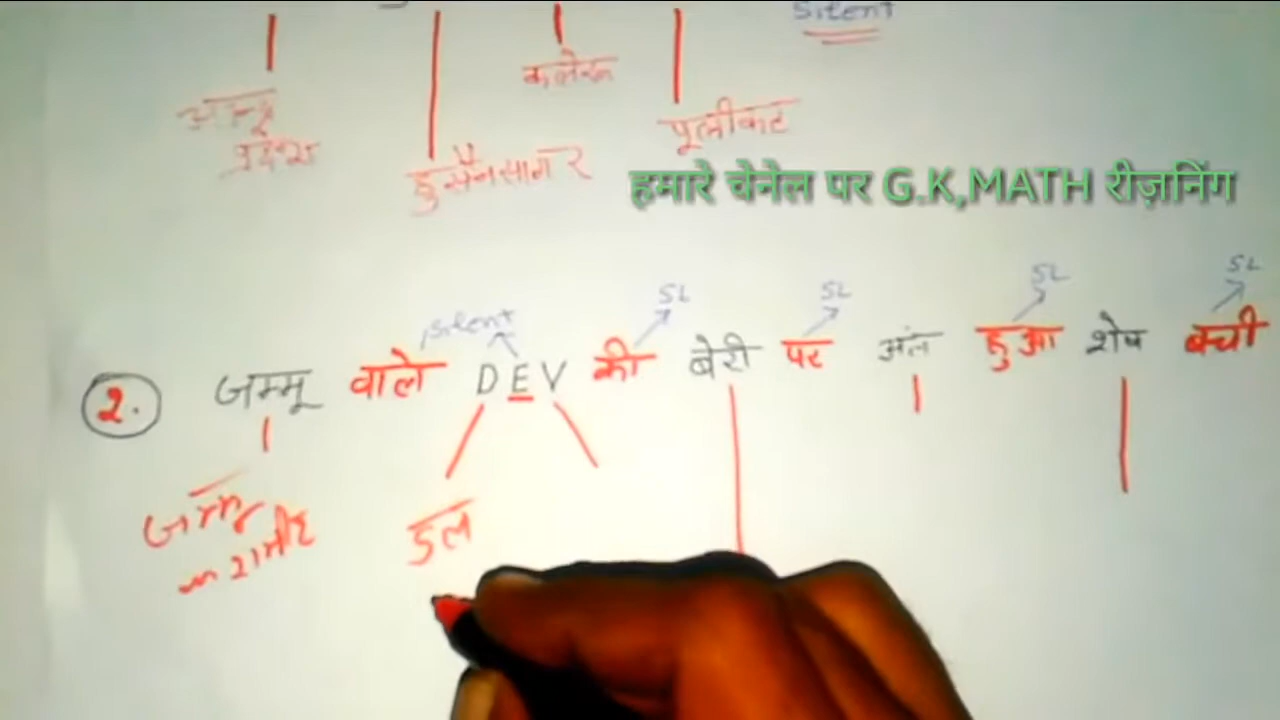 Silent
कोलेरू
आन्ध्र
प्रदेश
पूलीकट
हुसैनसागर
हमारे चेनेल पर G.K,MATH रीज़निंग
silent SL SL SL SL
2. जम्मू वाले DEV की बेरी पर अंन हुआ शेष बची
जम्मू
कश्मीर
डल